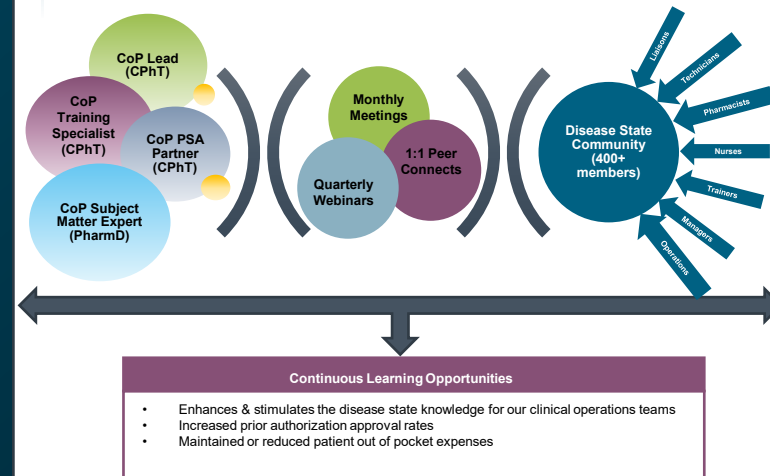 CoP Lead
(CPhT)
CoP
Training
Specialist
(CPhT)
CoP PSA
Partner
(CPhT)
CoP Subject
Matter Expert
(PharmD)
Monthly
Meetings
1:1 Peer
Connects
Quarterly
Webinars
Disease State
Community
(400+
members)
Liaisons
Technicians
Pharmacists
Nurses
Trainers
Managers
Operations
Continuous Learning Opportunities
• Enhances & stimulates the disease state knowledge for our clinical operations teams
• Increased prior authorization approval rates
• Maintained or reduced patient out of pocket expenses